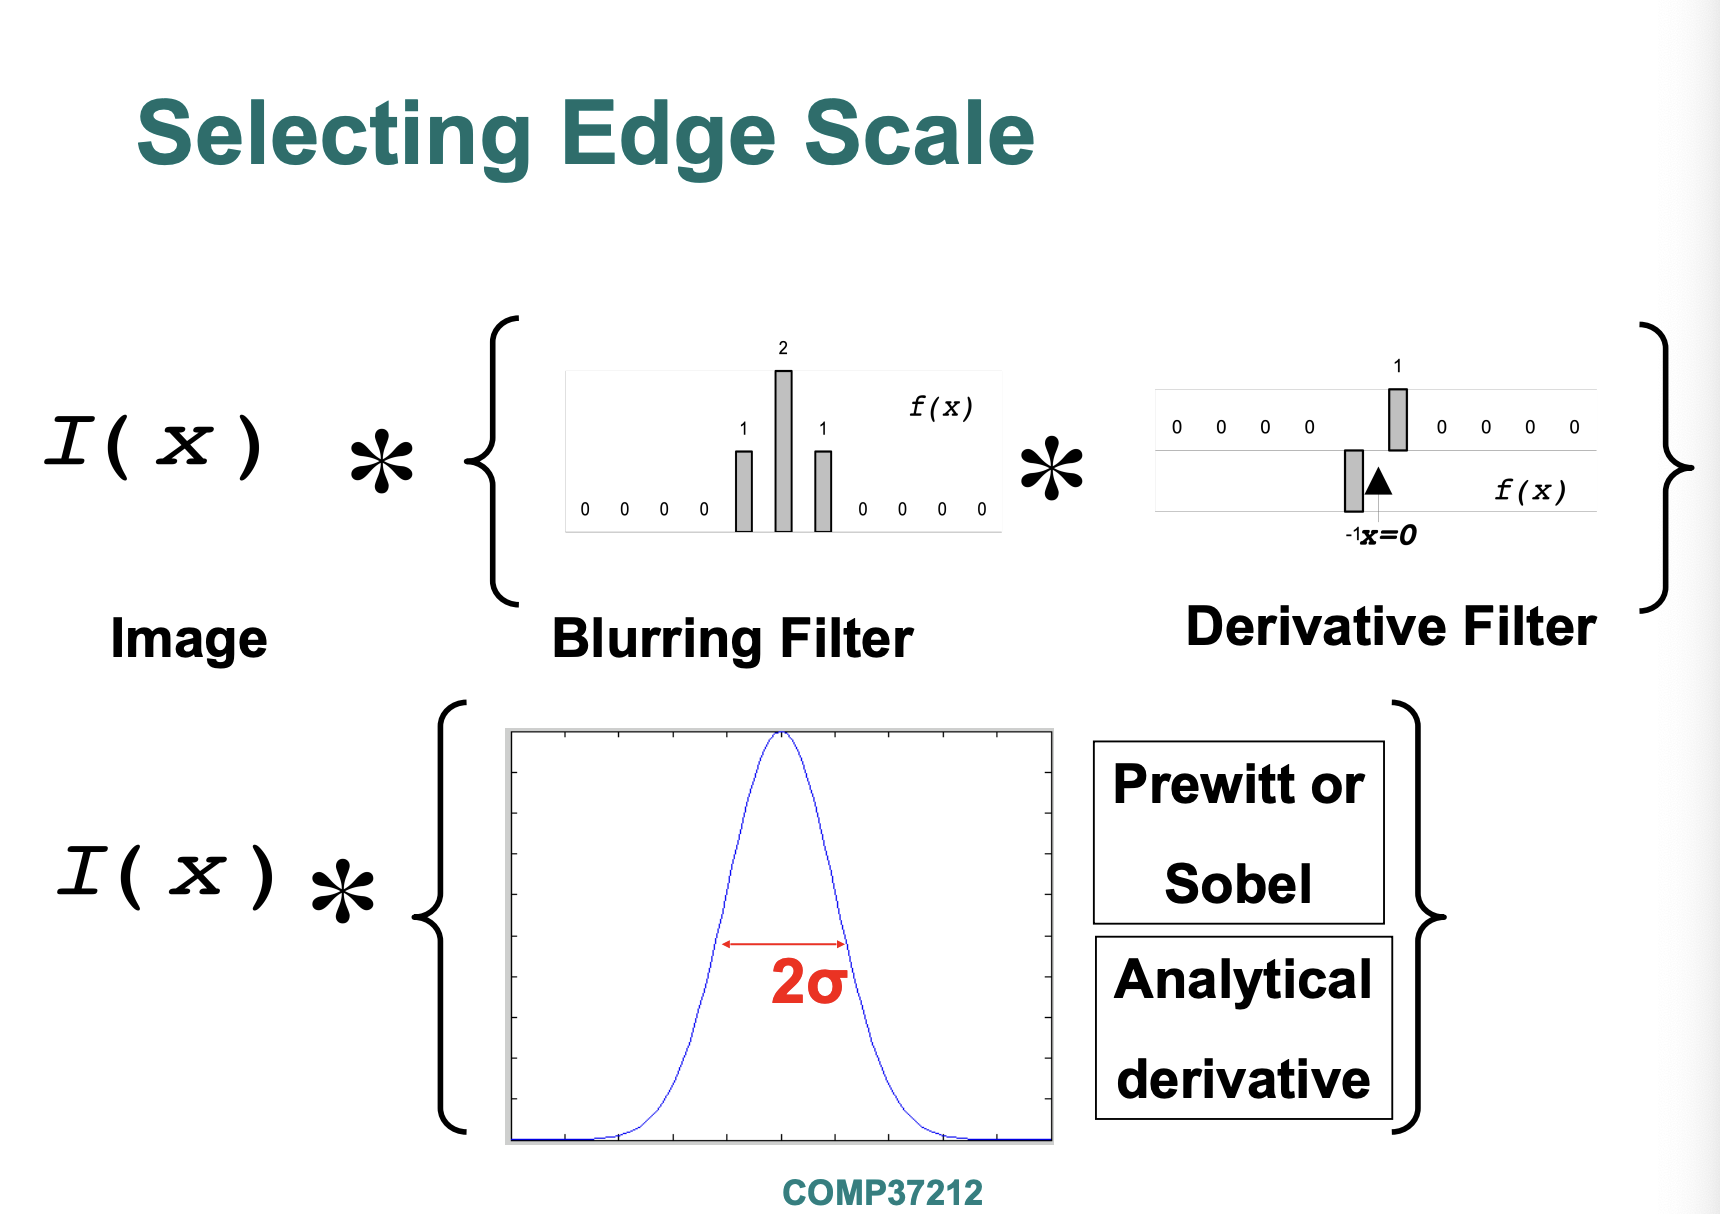 Selecting Edge Scale
I(x) * { * }
2
1 1
f(x)
0 0 0 0 0 0 0 0
1
0 0 0 0 0 0 0 0
f(x)
-1 x=0
Image
Blurring Filter
Derivative Filter
I(x) * { }
2σ
Prewitt or
Sobel
Analytical
derivative
COMP37212